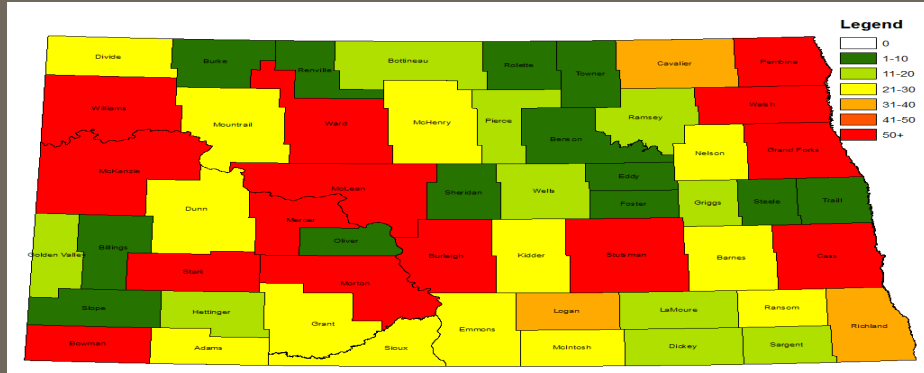 Legend
0
1-10
11-20
21-30
31-40
41-50
50+
Divide
Burke
Renville
Bottineau
Rolette
Towner
Cavalier
Pembina
Williams
Mountrail
Ward
McHenry
Pierce
Benson
Ramsey
Walsh
Nelson
Grand Forks
McKenzie
Dunn
McLean
Mercer
Oliver
Sheridan
Wells
Eddy
Foster
Griggs
Steele
Traill
Golden Valley
Billings
Stark
Morton
Burleigh
Kidder
Stutsman
Barnes
Cass
Slope
Hettinger
Grant
Sioux
Emmons
Logan
LaMoure
Ransom
Richland
Bowman
Adams
McIntosh
Dickey
Sargent